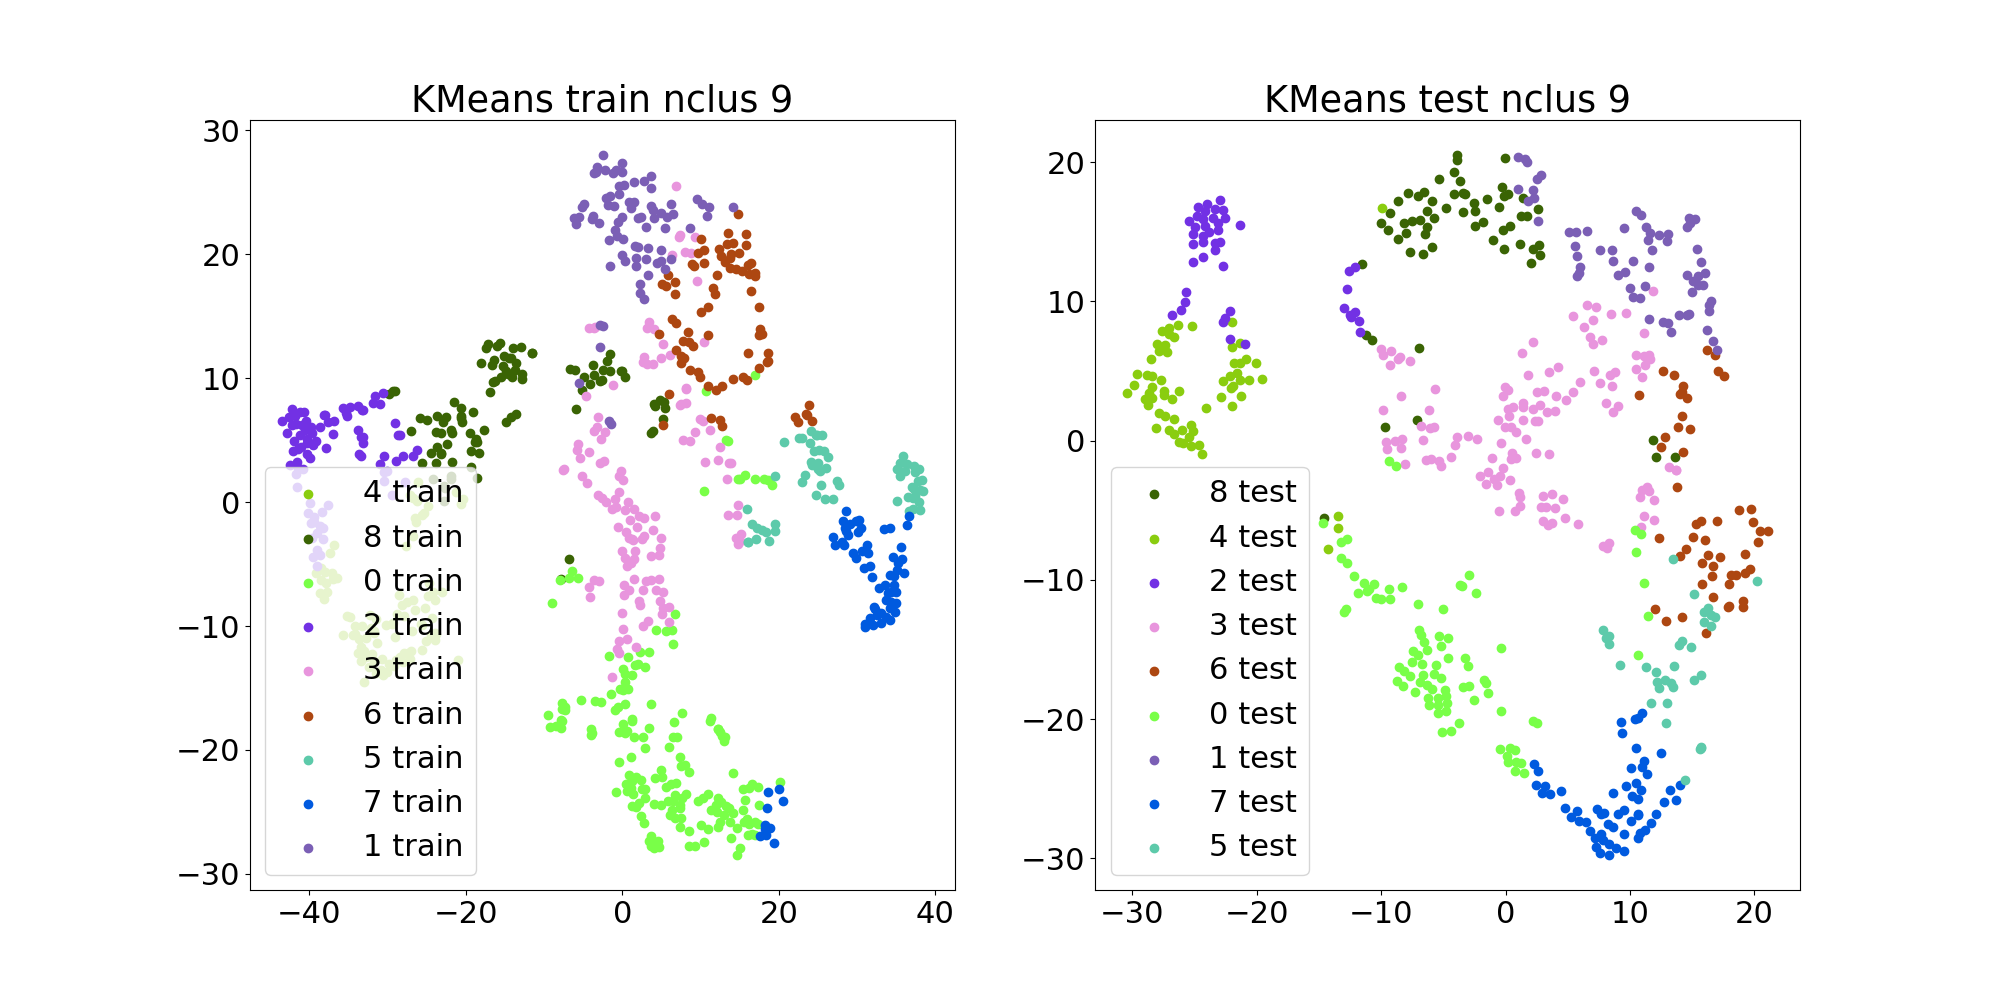 KMeans train nclus 9
30
20
10
0
−10
−20
−30
−40
−20
0
20
40
4 train
8 train
0 train
2 train
3 train
6 train
5 train
7 train
1 train
KMeans test nclus 9
20
10
0
−10
−20
−30
−30
−20
−10
0
10
20
8 test
4 test
2 test
3 test
6 test
0 test
1 test
7 test
5 test